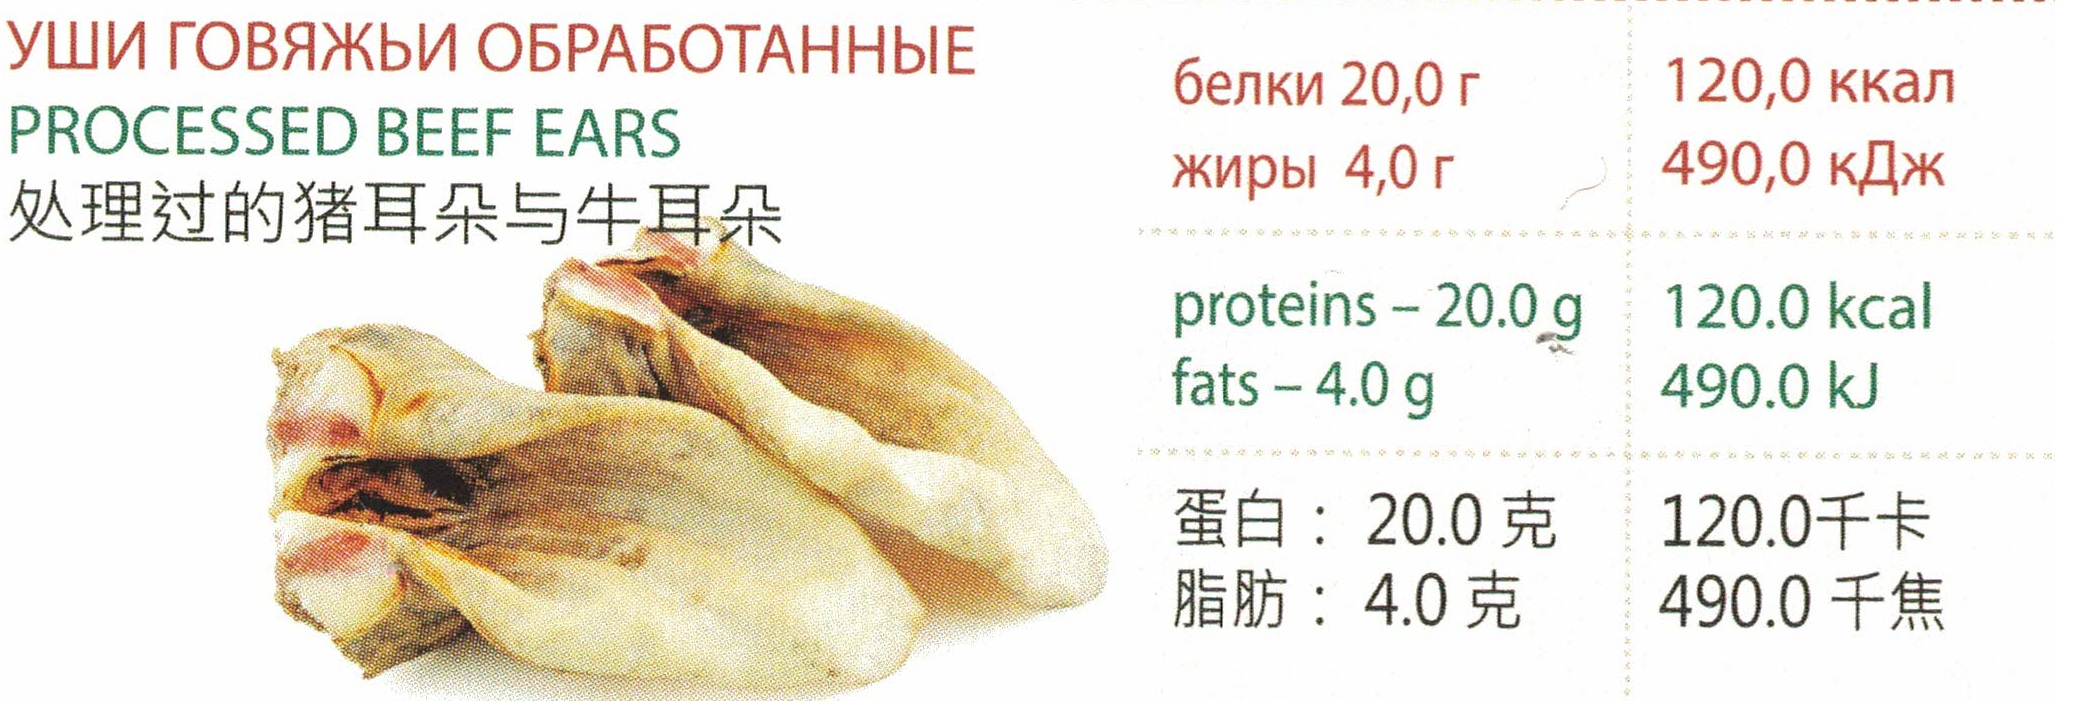 УШИ ГОВЯЖЬИ ОБРАБОТАННЫЕ
PROCESSED BEEF EARS
处理过的猪耳朵与牛耳朵
белки 20,0 г
жиры 4,0 г
120,0 ккал
490,0 кДж
proteins – 20.0 g
fats – 4.0 g
120.0 kcal
490.0 kJ
蛋白： 20.0 克
脂肪： 4.0 克
120.0千卡
490.0 千焦